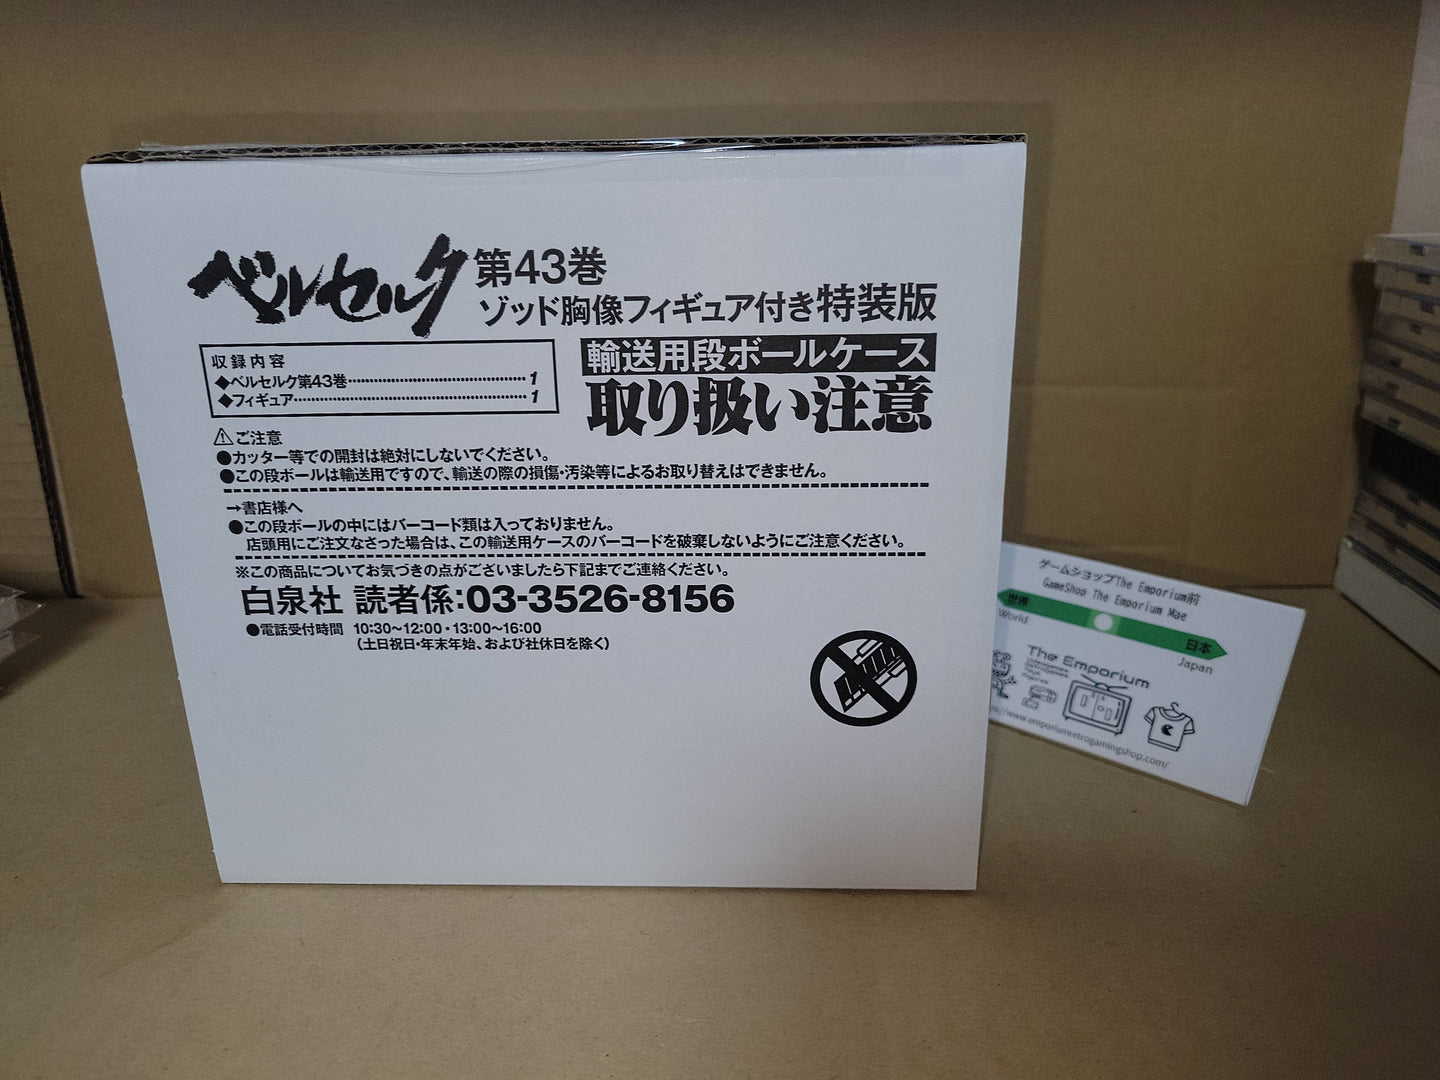 ベルセルク 第43巻
ゾッド胸像フィギュア付き特装版
収録内容
◆ベルセルク第43巻 1
◆フィギュア 1
輸送用段ボールケース
取り扱い注意
⚠ご注意
●カッター等での開封は絶対にしないでください。
●この段ボールは輸送用ですので、輸送の際の損傷・汚染等によるお取り替えはできません。
→書店様へ
●この段ボールの中にはバーコード類は入っておりません。
店頭用にご注文なさった場合は、この輸送用ケースのバーコードを破棄しないようにご注意ください。
※この商品についてお気づきの点がございましたら下記までご連絡ください。
白泉社 読者係:03-3526-8156
●電話受付時間 10:30〜12:00・13:00〜16:00
(土日祝日・年末年始、および社休日を除く)
ゲームショップThe Emporium前
GameShop The Emporium Mae
世界
World
日本
Japan
The Emporium
www.emporiumretrogamingshop.com/